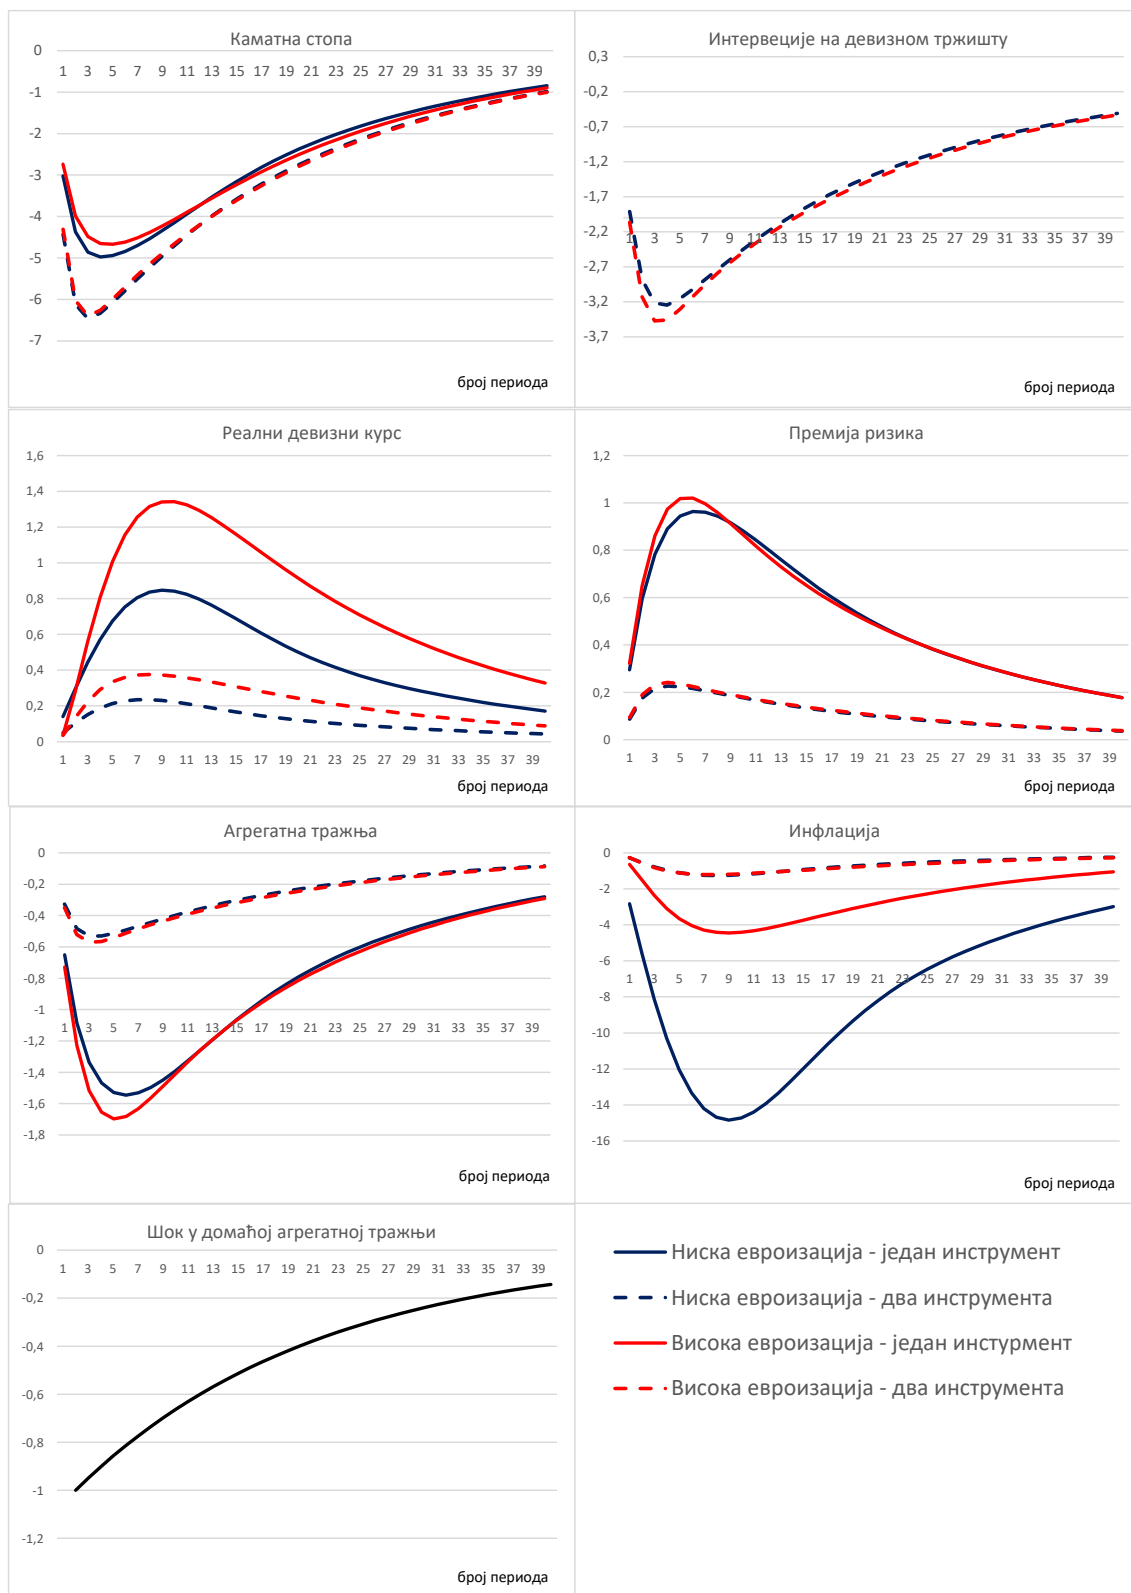 Каматна стопа
0
1 3 5 7 9 11 13 15 17 19 21 23 25 27 29 31 33 35 37 39
-1
-2
-3
-4
-5
-6
-7
број периода
Интервеције на девизном тржишту
0,3
-0,2
-0,7
-1,2
-1,7
-2,2
1 3 5 7 9 11 13 15 17 19 21 23 25 27 29 31 33 35 37 39
-2,7
-3,2
-3,7
број периода
Реални девизни курс
1,6
1,4
1,2
1
0,8
0,6
0,4
0,2
0
1 3 5 7 9 11 13 15 17 19 21 23 25 27 29 31 33 35 37 39
број периода
Премија ризика
1,2
1
0,8
0,6
0,4
0,2
0
1 3 5 7 9 11 13 15 17 19 21 23 25 27 29 31 33 35 37 39
број периода
Агрегатна тражња
0
-0,2
-0,4
-0,6
-0,8
-1
1 3 5 7 9 11 13 15 17 19 21 23 25 27 29 31 33 35 37 39
-1,2
-1,4
-1,6
-1,8
број периода
Инфлација
0
-2
-4
-6
1 3 5 7 9 11 13 15 17 19 21 23 25 27 29 31 33 35 37 39
-8
-10
-12
-14
-16
број периода
Шок у домаћој агрегатној тражњи
0
1 3 5 7 9 11 13 15 17 19 21 23 25 27 29 31 33 35 37 39
-0,2
-0,4
-0,6
-0,8
-1
-1,2
број периода
Ниска евроизација - један инструмент
Ниска евроизација - два инструмента
Висока евроизација - један инстурмент
Висока евроизација - два инструмента